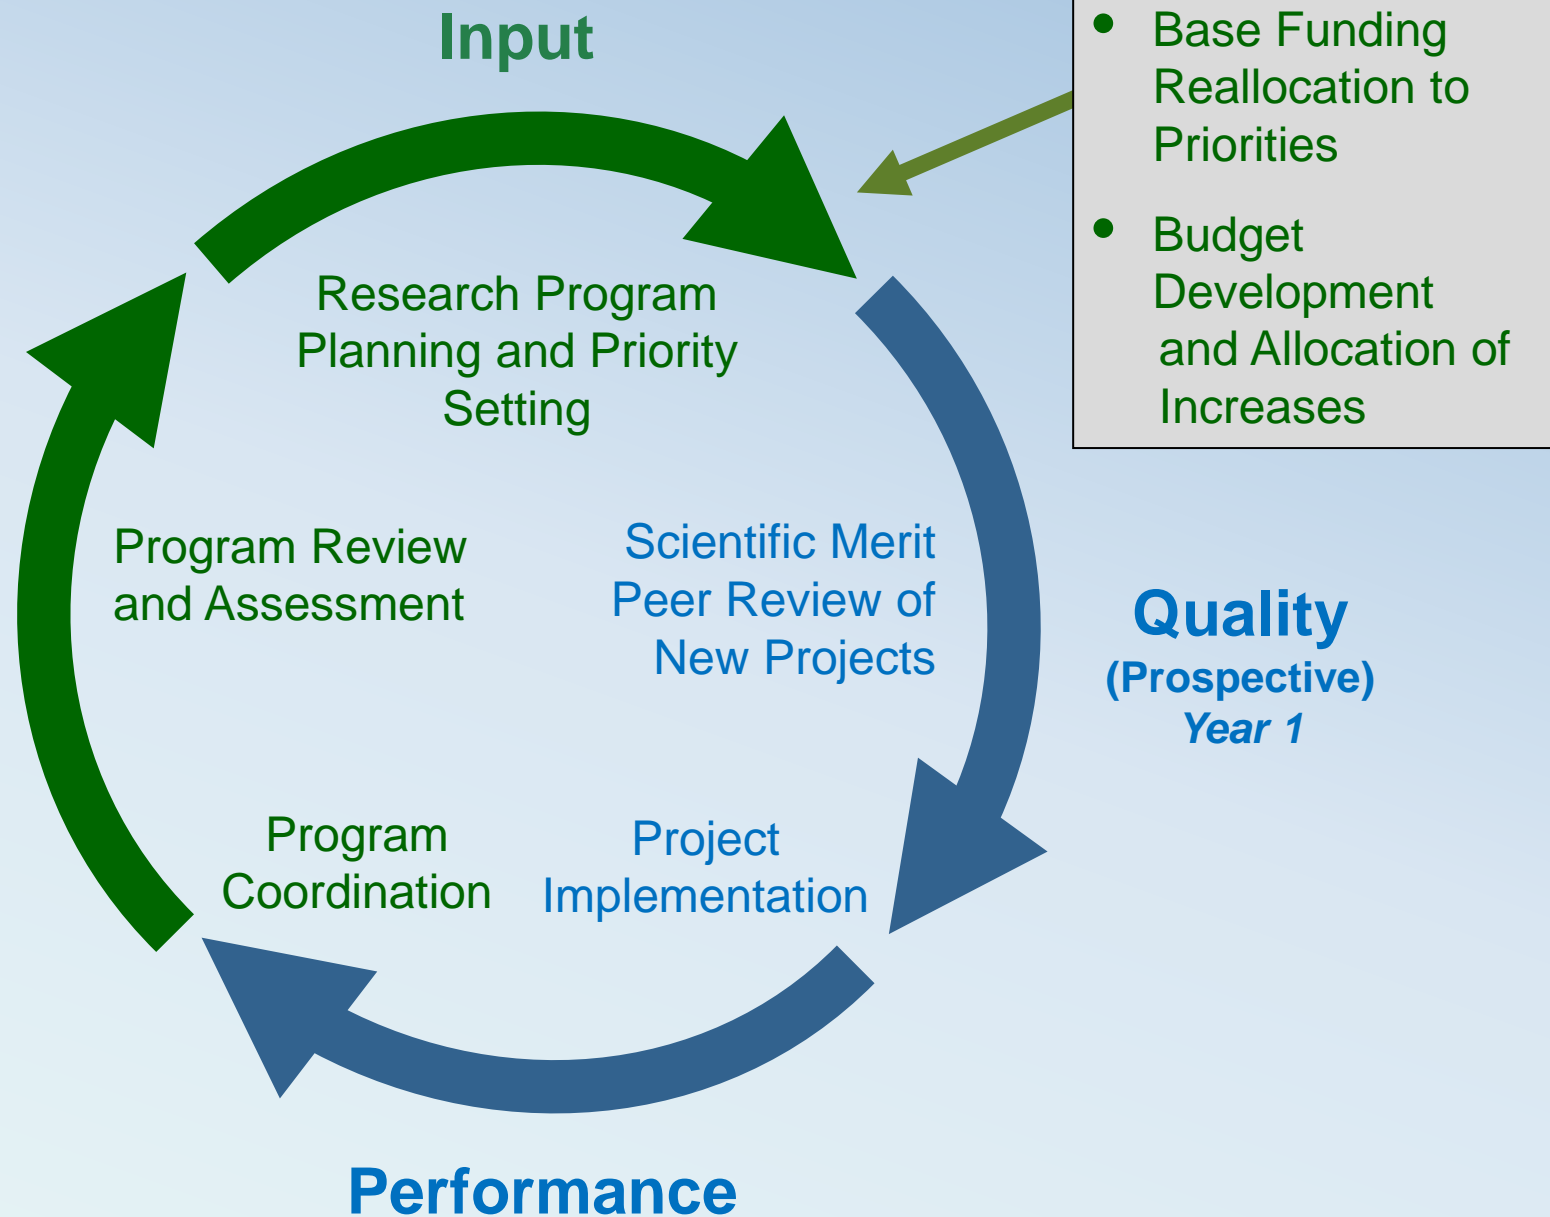 Input
• Base Funding
Reallocation to
Priorities
• Budget
Development
and Allocation of
Increases
Research Program
Planning and Priority
Setting
Program Review
and Assessment
Scientific Merit
Peer Review of
New Projects
Quality
(Prospective)
Year 1
Program
Coordination
Project
Implementation
Performance